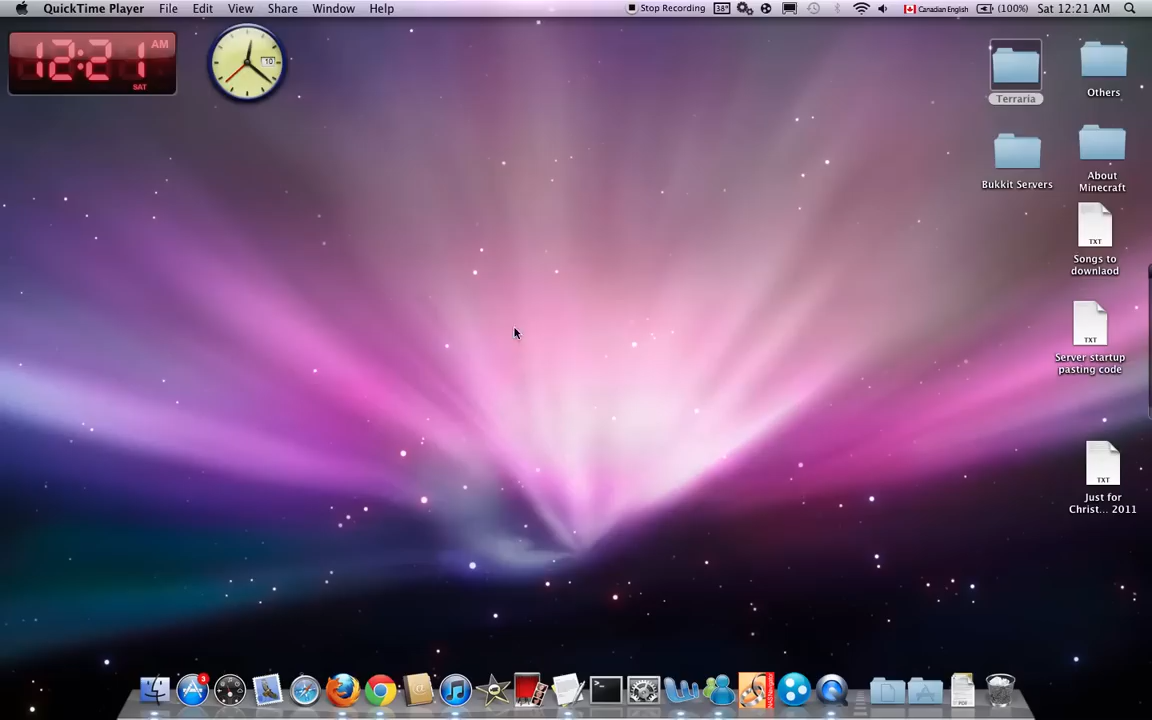 QuickTime Player File Edit View Share Window Help Stop Recording 38° Canadian English (100%) Sat 12:21 AM
12:21 AM
SAT
10
Terraria
Others
Bukkit Servers
About
Minecraft
TXT
Songs to
downlaod
TXT
Server startup
pasting code
TXT
Just for
Christ... 2011
3
PDF